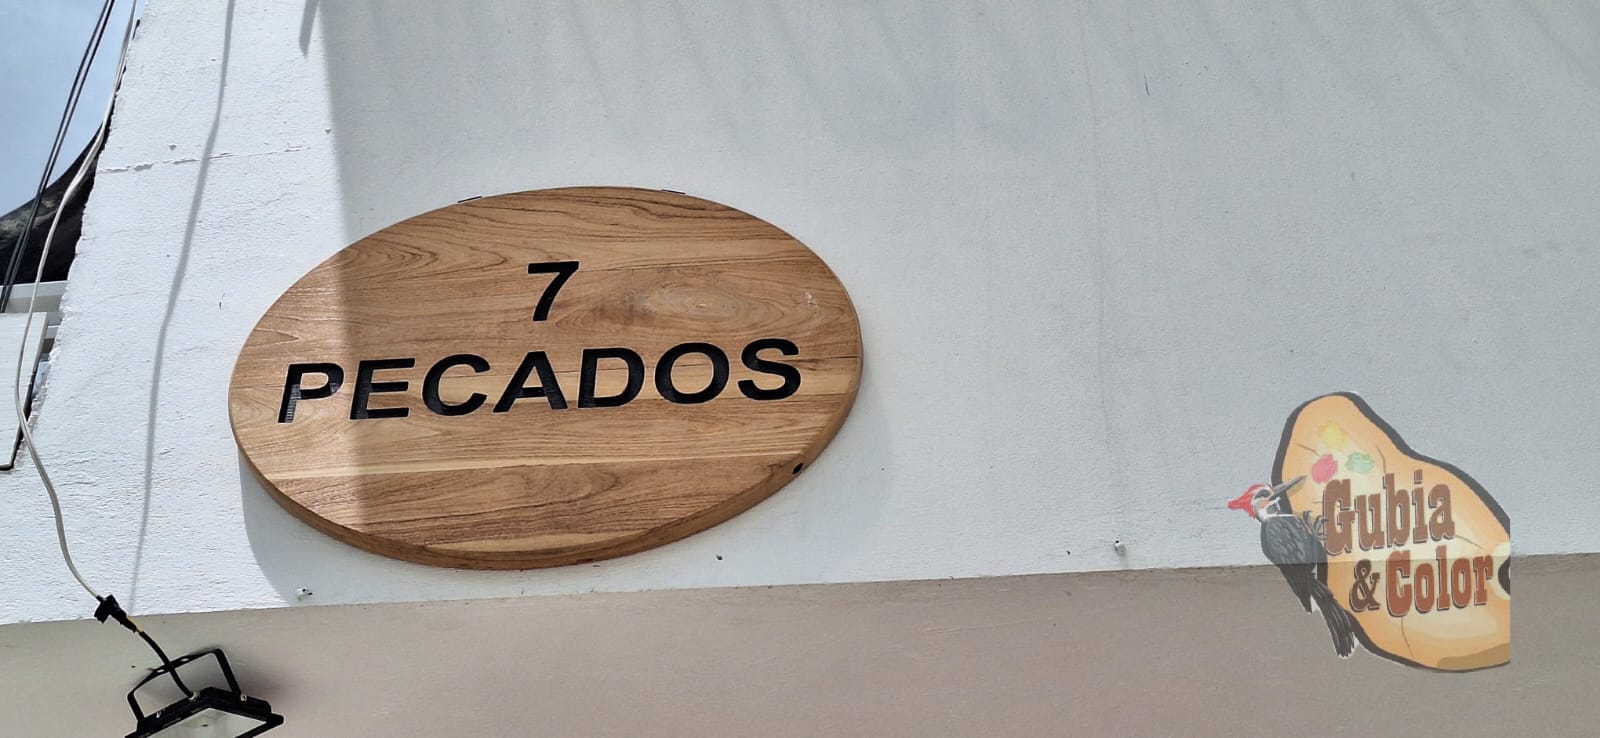 7
PECADOS
Gubia
& Color